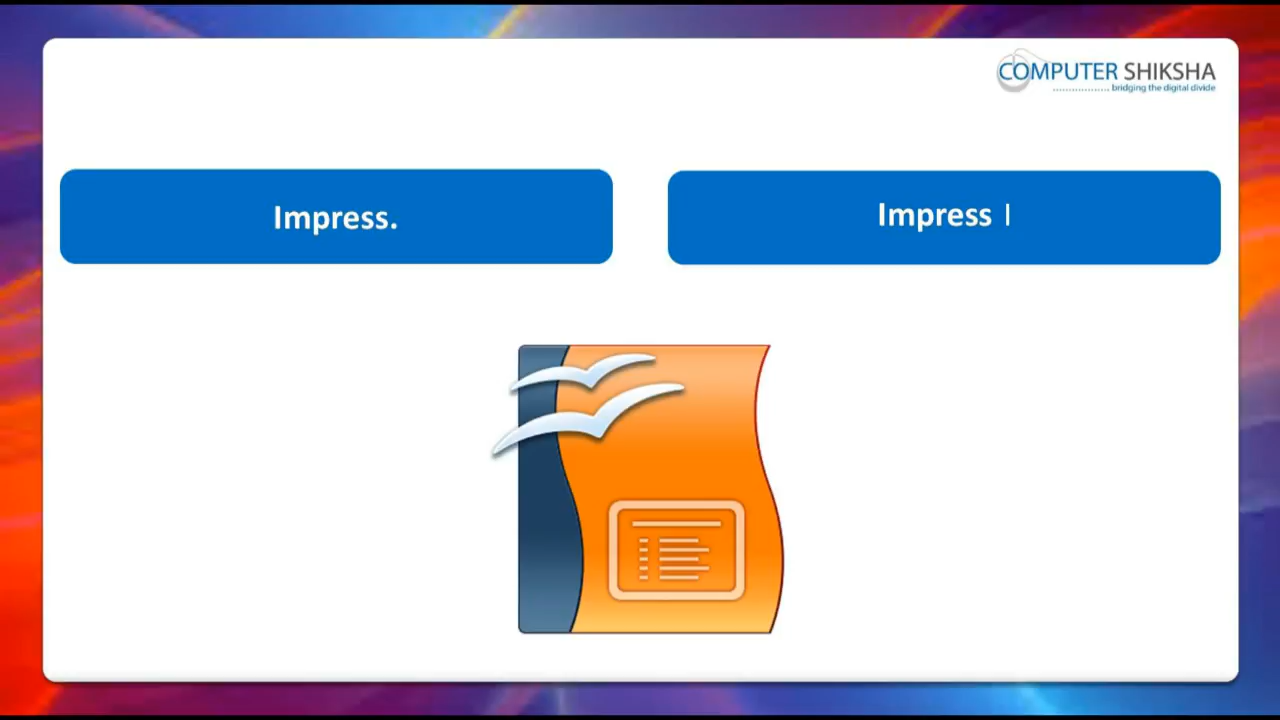 COMPUTER SHIKSHA
bridging the digital divide
Impress.
Impress ।